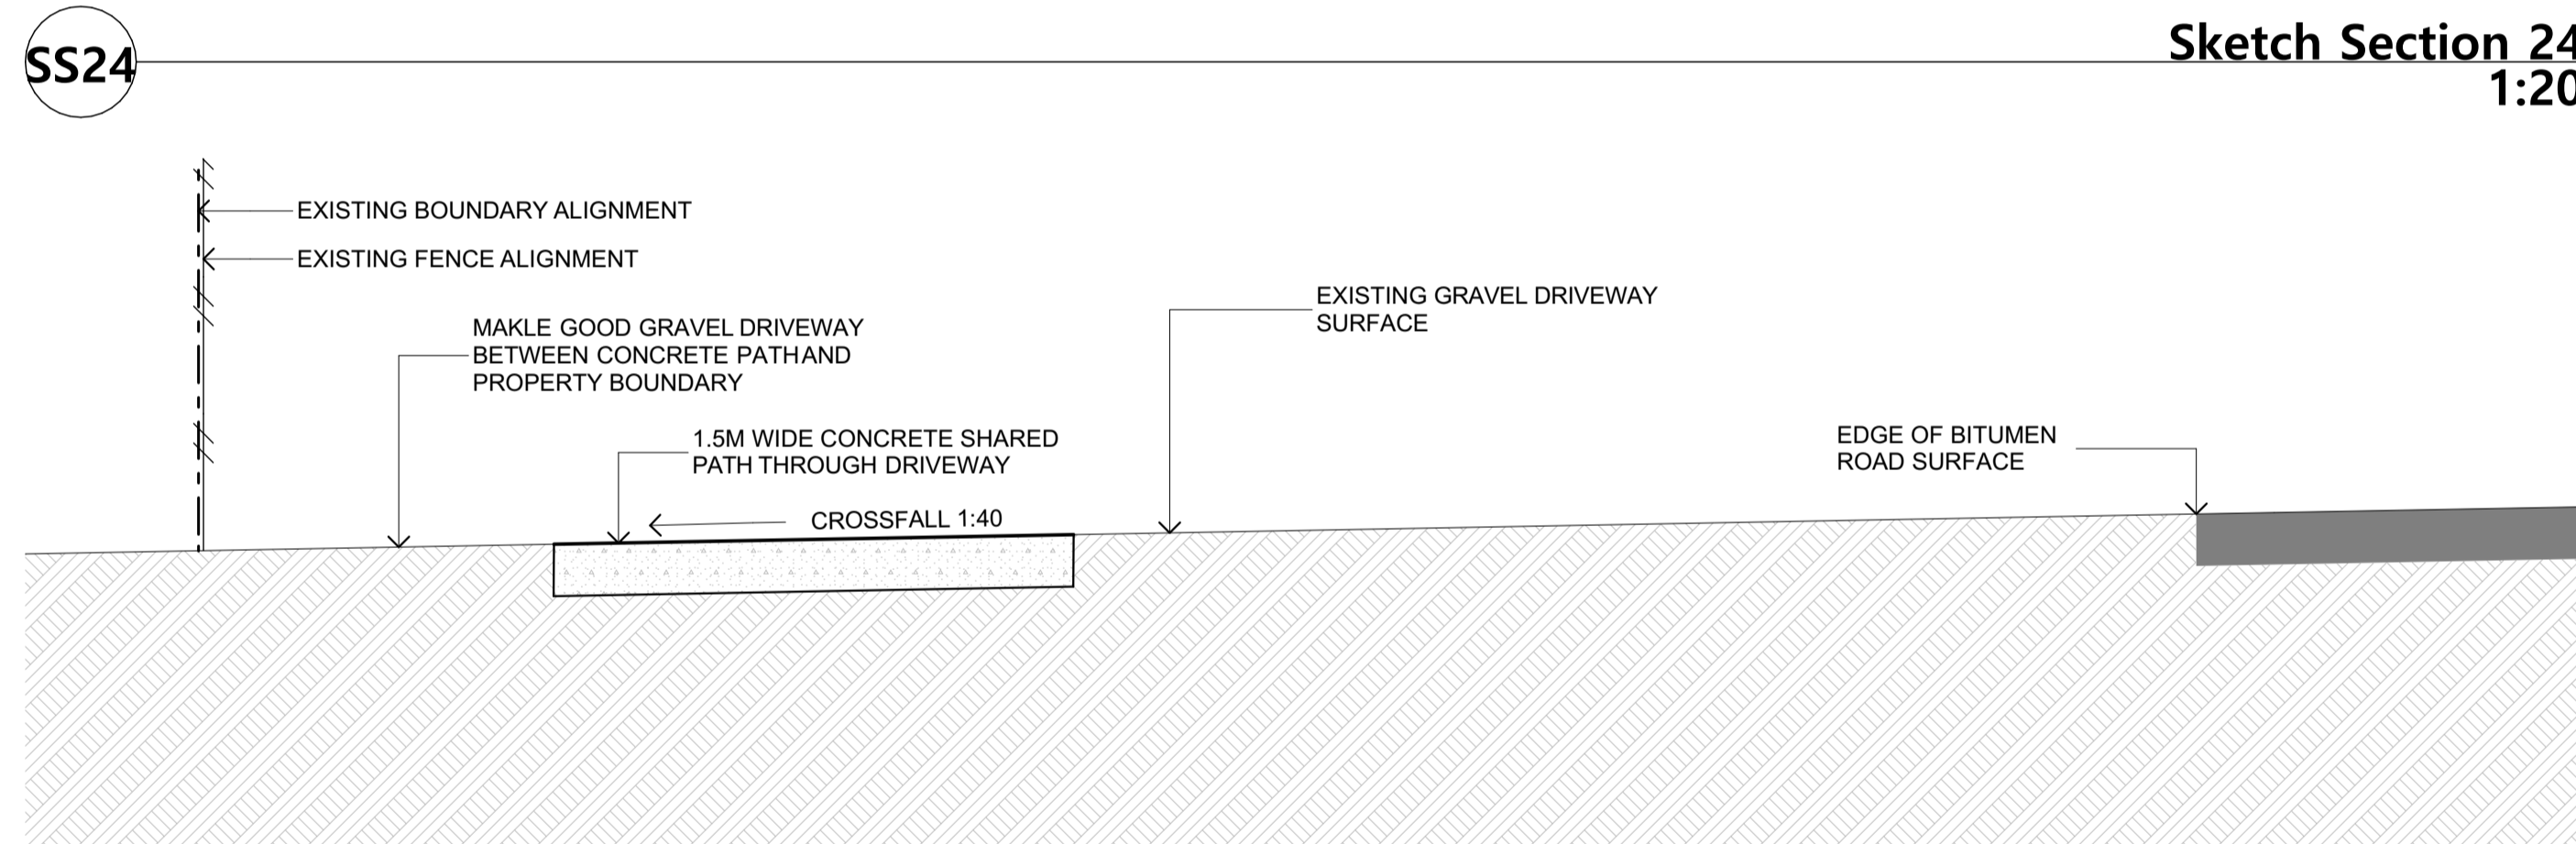 SS24
Sketch Section 24
1:20
EXISTING BOUNDARY ALIGNMENT
EXISTING FENCE ALIGNMENT
MAKLE GOOD GRAVEL DRIVEWAY
BETWEEN CONCRETE PATH AND
PROPERTY BOUNDARY
EXISTING GRAVEL DRIVEWAY
SURFACE
1.5M WIDE CONCRETE SHARED
PATH THROUGH DRIVEWAY
EDGE OF BITUMEN
ROAD SURFACE
CROSSFALL 1:40